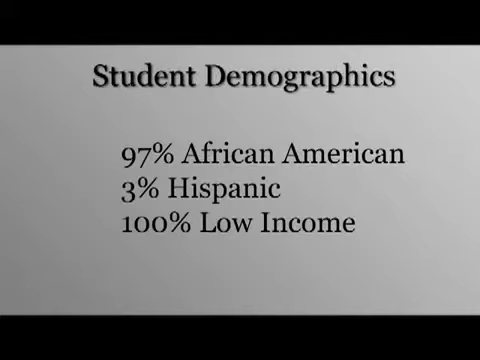 Student Demographics
97% African American
3% Hispanic
100% Low Income